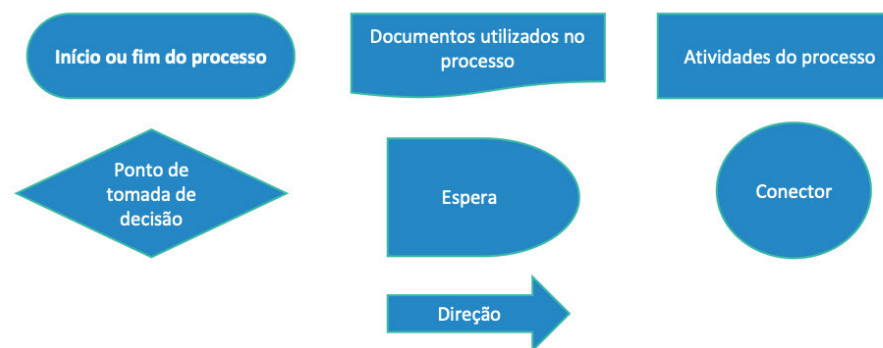 Início ou fim do processo
Documentos utilizados no
processo
Atividades do processo
Ponto de
tomada de
decisão
Espera
Conector
Direção